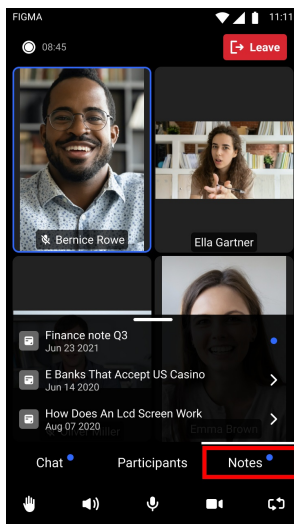 FIGMA
11:11
08:45
Leave
Bernice Rowe
Ella Gartner
Finance note Q3
Jun 23 2021
E Banks That Accept US Casino
Jun 14 2020
How Does An Lcd Screen Work
Aug 07 2020
Oliver Miller
Emma Brown
Chat
Participants
Notes